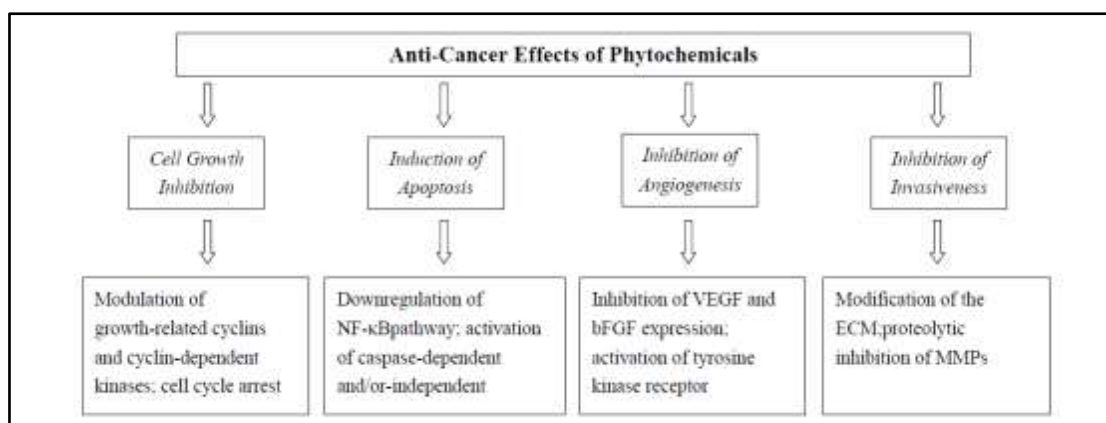 Anti-Cancer Effects of Phytochemicals
Cell Growth
Inhibition
Induction of
Apoptosis
Inhibition of
Angiogenesis
Inhibition of
Invasiveness
Modulation of
growth-related cyclins
and cyclin-dependent
kinases; cell cycle arrest
Downregulation of
NF-κBpathway; activation
of caspase-dependent
and/or-independent
Inhibition of VEGF and
bFGF expression;
activation of tyrosine
kinase receptor
Modification of the
ECM;proteolytic
inhibition of MMPs